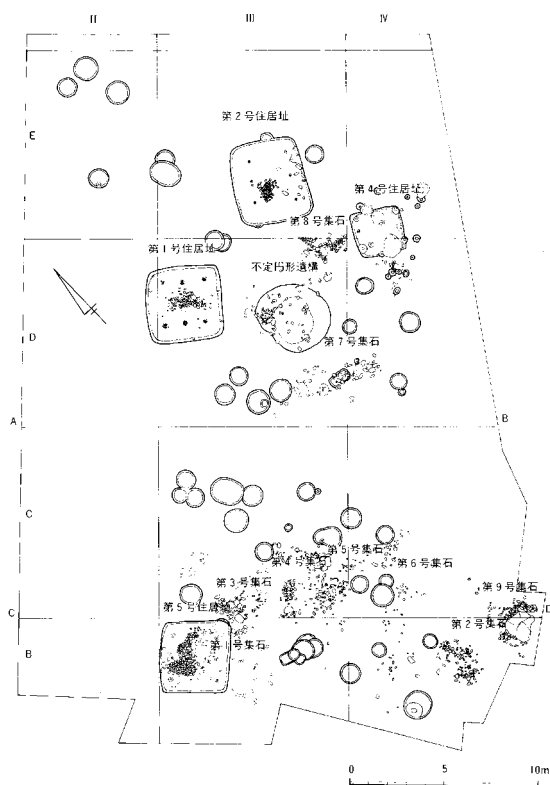 II III IV
E
第2号住居址
第4号住居址
第8号集石
第1号住居址
不定円形遺構
D
第7号集石
A B
C
第5号集石
第4号集石
第6号集石
第3号集石
第9号集石
第5号住居址
C D
第2号集石
第1号集石
B
0 5 10m